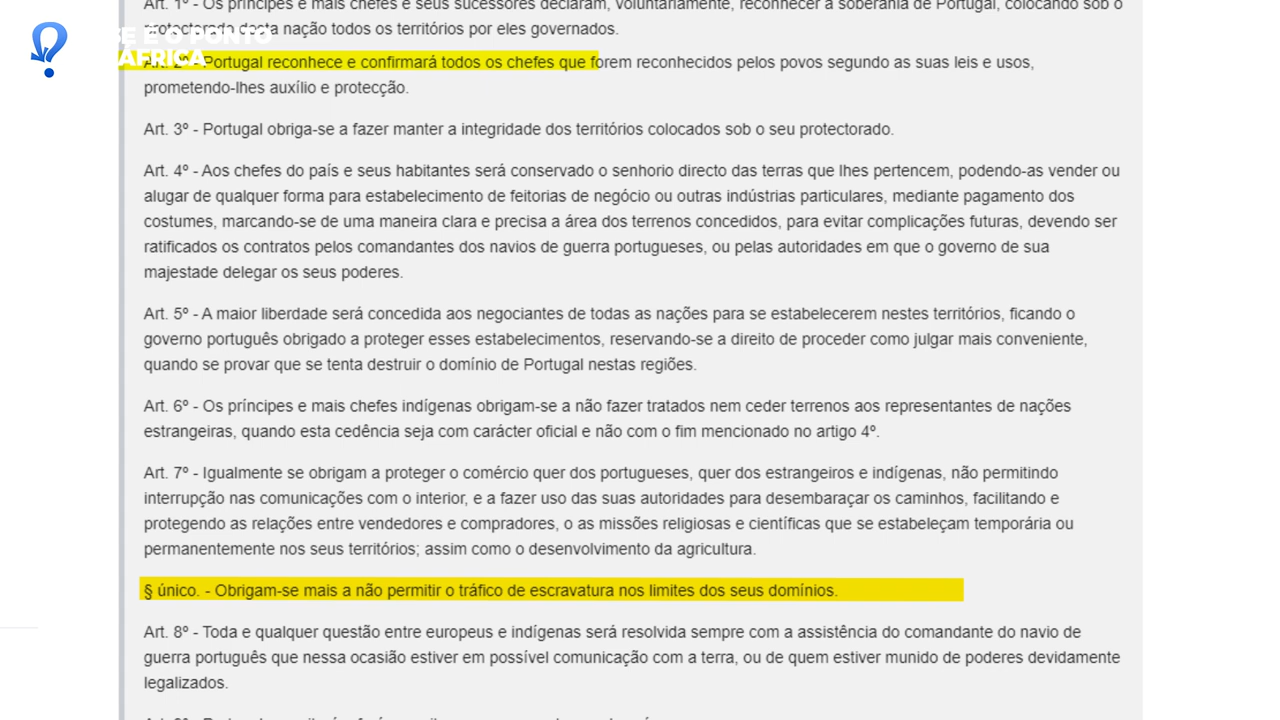 Art. 1º - Os príncipes e mais chefes e seus sucessores declaram, voluntariamente, reconhecer a soberania de Portugal, colocando sob o
protectorado desta nação todos os territórios por eles governados.
SE É O PONTO
ÁFRICA
Art. 2º - Portugal reconhece e confirmará todos os chefes que forem reconhecidos pelos povos segundo as suas leis e usos,
prometendo-lhes auxílio e protecção.
Art. 3º - Portugal obriga-se a fazer manter a integridade dos territórios colocados sob o seu protectorado.
Art. 4º - Aos chefes do país e seus habitantes será conservado o senhorio directo das terras que lhes pertencem, podendo-as vender ou
alugar de qualquer forma para estabelecimento de feitorias de negócio ou outras indústrias particulares, mediante pagamento dos
costumes, marcando-se de uma maneira clara e precisa a área dos terrenos concedidos, para evitar complicações futuras, devendo ser
ratificados os contratos pelos comandantes dos navios de guerra portugueses, ou pelas autoridades em que o governo de sua
majestade delegar os seus poderes.
Art. 5º - A maior liberdade será concedida aos negociantes de todas as nações para se estabelecerem nestes territórios, ficando o
governo português obrigado a proteger esses estabelecimentos, reservando-se a direito de proceder como julgar mais conveniente,
quando se provar que se tenta destruir o domínio de Portugal nestas regiões.
Art. 6º - Os príncipes e mais chefes indígenas obrigam-se a não fazer tratados nem ceder terrenos aos representantes de nações
estrangeiras, quando esta cedência seja com carácter oficial e não com o fim mencionado no artigo 4º.
Art. 7º - Igualmente se obrigam a proteger o comércio quer dos portugueses, quer dos estrangeiros e indígenas, não permitindo
interrupção nas comunicações com o interior, e a fazer uso das suas autoridades para desembaraçar os caminhos, facilitando e
protegendo as relações entre vendedores e compradores, o as missões religiosas e científicas que se estabeleçam temporária ou
permanentemente nos seus territórios; assim como o desenvolvimento da agricultura.
§ único. - Obrigam-se mais a não permitir o tráfico de escravatura nos limites dos seus domínios.
Art. 8º - Toda e qualquer questão entre europeus e indígenas será resolvida sempre com a assistência do comandante do navio de
guerra português que nessa ocasião estiver em possível comunicação com a terra, ou de quem estiver munido de poderes devidamente
legalizados.